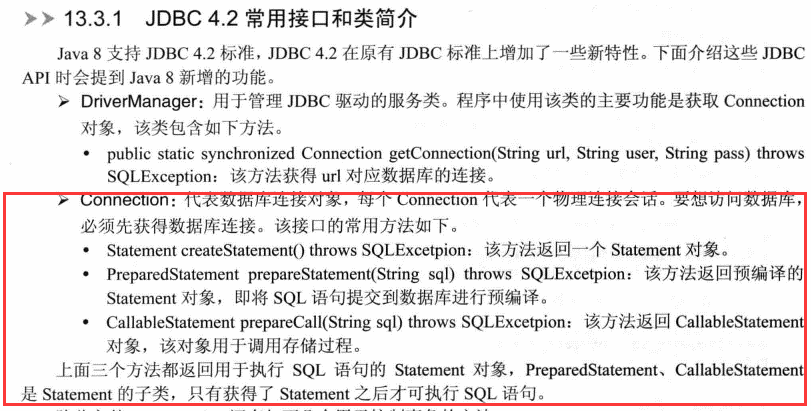 >> 13.3.1 JDBC 4.2 常用接口和类简介
Java 8 支持 JDBC 4.2 标准，JDBC 4.2 在原有 JDBC 标准上增加了一些新特性。下面介绍这些 JDBC
API 时会提到 Java 8 新增的功能。
➢ DriverManager：用于管理 JDBC 驱动的服务类。程序中使用该类的主要功能是获取 Connection
对象，该类包含如下方法。
• public static synchronized Connection getConnection(String url, String user, String pass) throws
SQLException：该方法获得 url 对应数据库的连接。
➢ Connection：代表数据库连接对象，每个 Connection 代表一个物理连接会话。要想访问数据库，
必须先获得数据库连接。该接口的常用方法如下。
• Statement createStatement() throws SQLExcetpion：该方法返回一个 Statement 对象。
• PreparedStatement prepareStatement(String sql) throws SQLExcetpion：该方法返回预编译的
Statement 对象，即将 SQL 语句提交到数据库进行预编译。
• CallableStatement prepareCall(String sql) throws SQLExcetpion：该方法返回 CallableStatement
对象，该对象用于调用存储过程。
上面三个方法都返回用于执行 SQL 语句的 Statement 对象，PreparedStatement、CallableStatement
是 Statement 的子类，只有获得了 Statement 之后才可执行 SQL 语句。